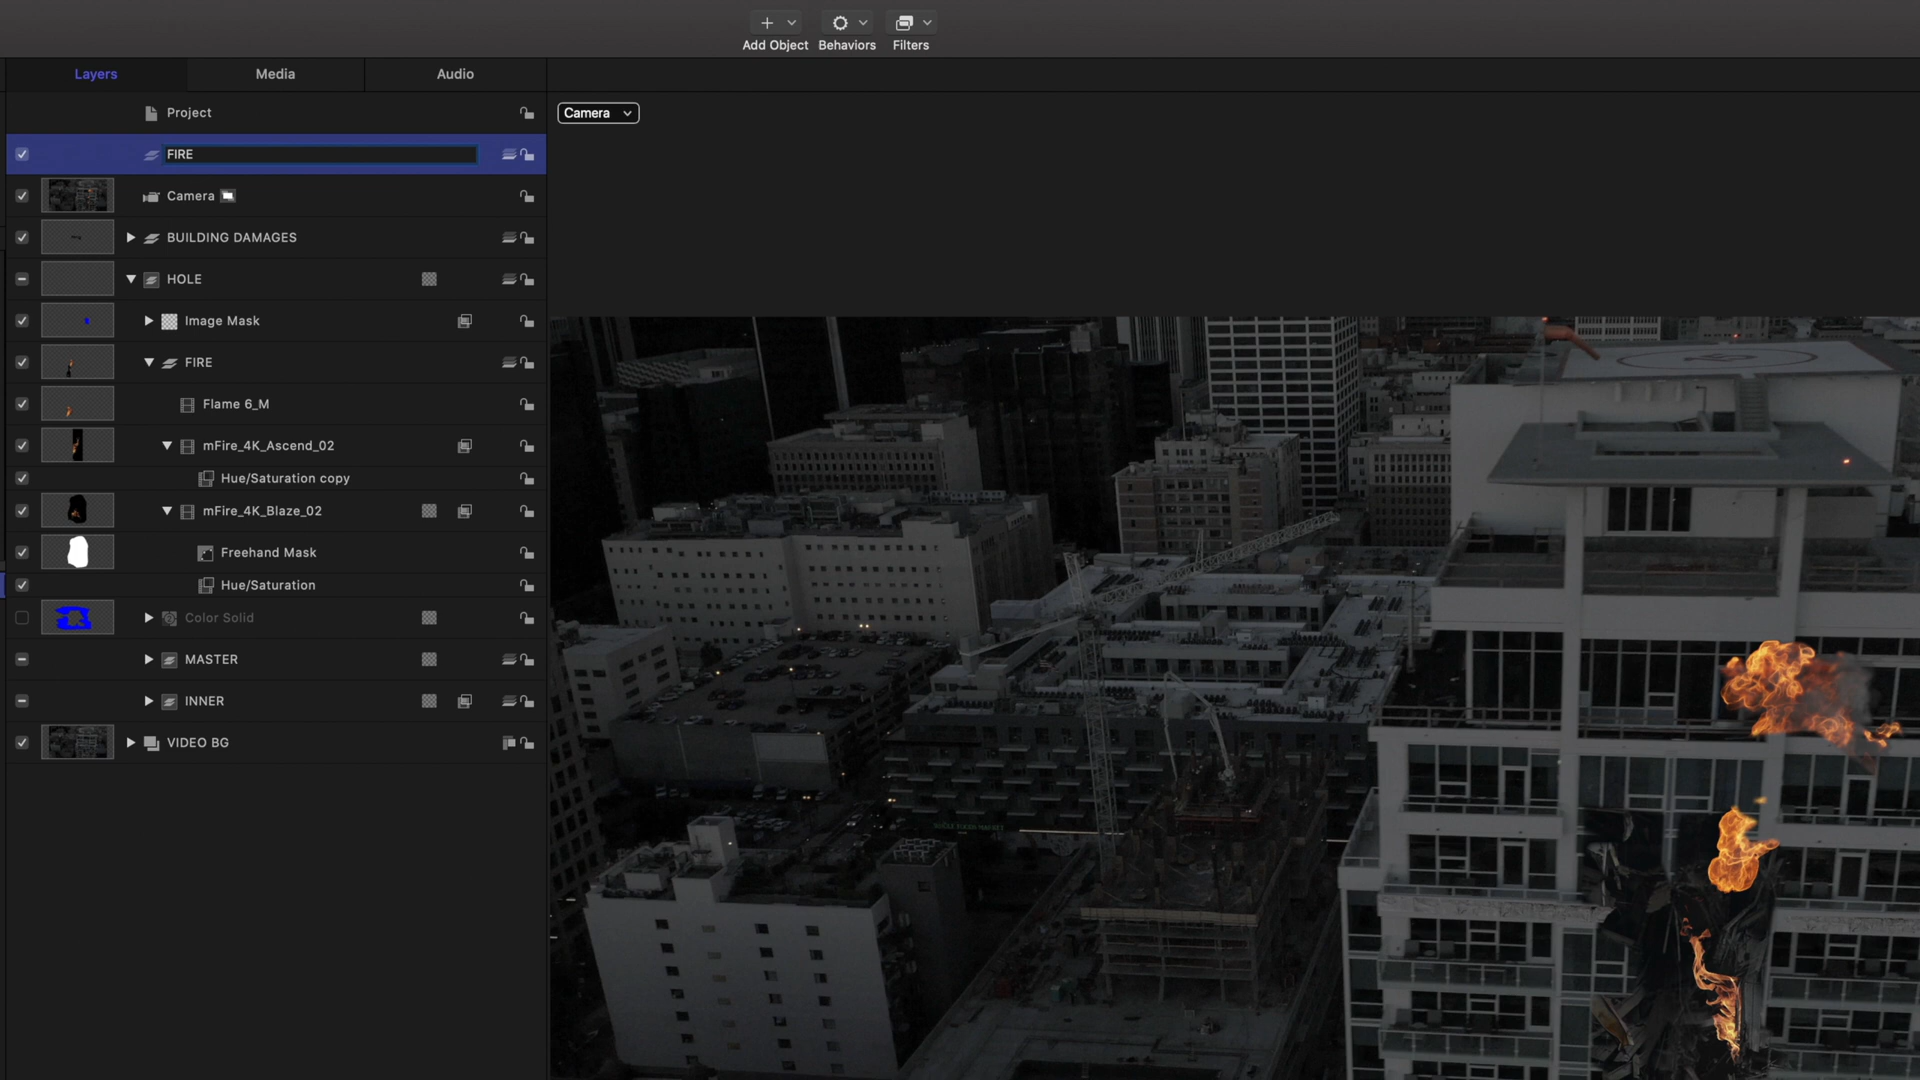 Add Object
Behaviors
Filters
Layers
Media
Audio
Project
Camera
FIRE
Camera
BUILDING DAMAGES
HOLE
Image Mask
FIRE
Flame 6_M
mFire_4K_Ascend_02
Hue/Saturation copy
mFire_4K_Blaze_02
Freehand Mask
Hue/Saturation
Color Solid
MASTER
INNER
VIDEO BG